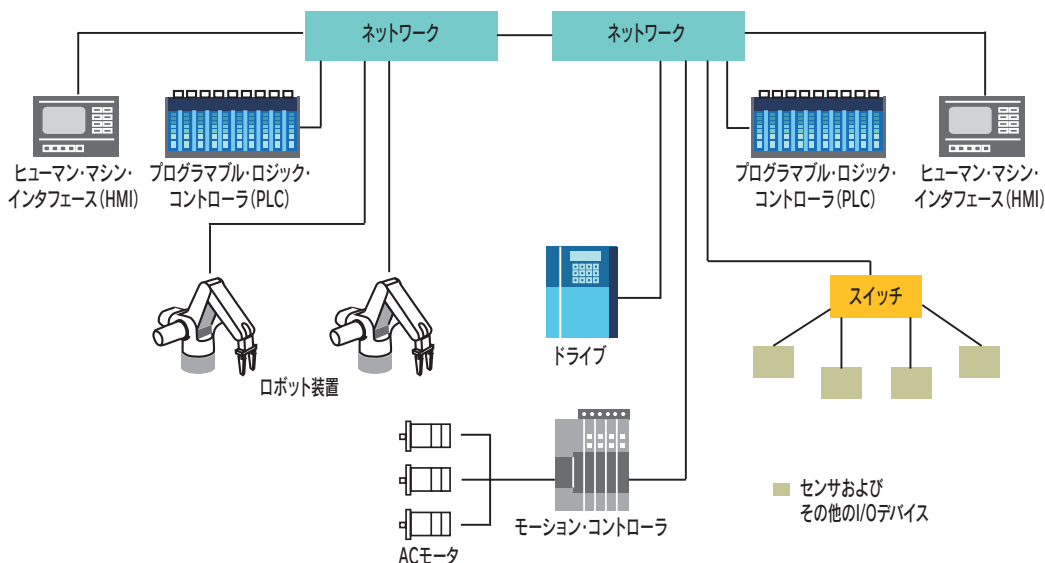 ネットワーク
ネットワーク
ヒューマン・マシン・
インタフェース(HMI)
プログラマブル・ロジック・
コントローラ(PLC)
プログラマブル・ロジック・
コントローラ(PLC)
ヒューマン・マシン・
インタフェース(HMI)
スイッチ
ドライブ
ロボット装置
センサおよび
その他のI/Oデバイス
モーション・コントローラ
ACモータ